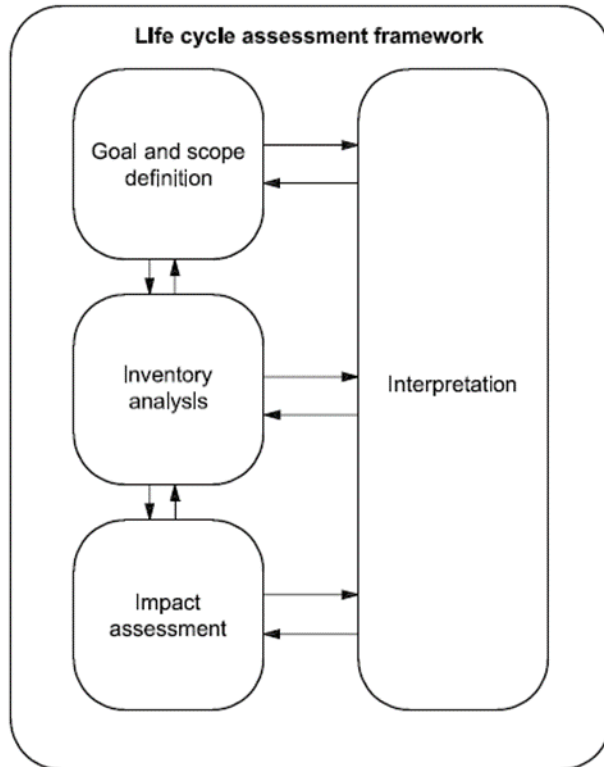 Life cycle assessment framework
Goal and scope
definition
Inventory
analysis
Interpretation
Impact
assessment